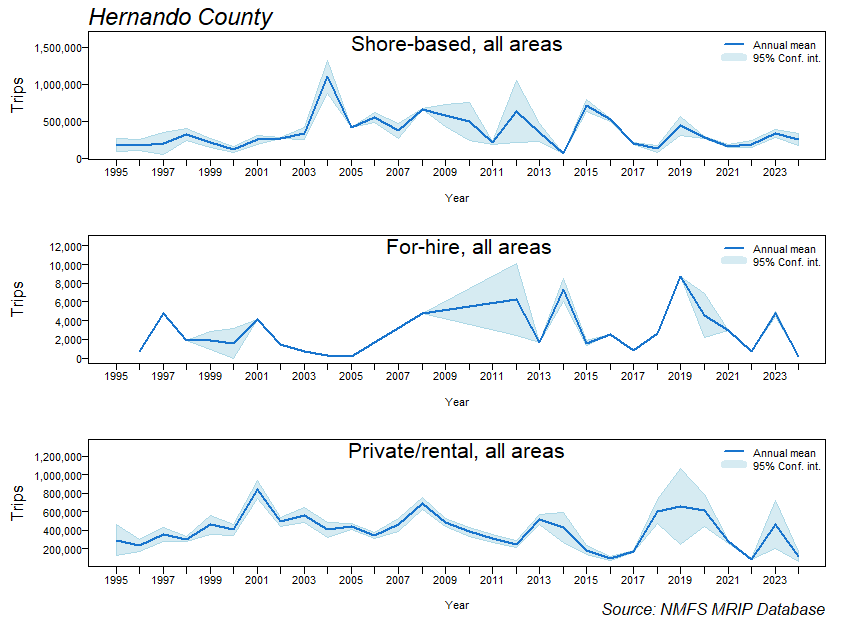 Hernando County
Shore-based, all areas
Annual mean
95% Conf. int.
Trips
1,500,000
1,000,000
500,000
0
1995 1997 1999 2001 2003 2005 2007 2009 2011 2013 2015 2017 2019 2021 2023
Year
For-hire, all areas
Annual mean
95% Conf. int.
Trips
12,000
10,000
8,000
6,000
4,000
2,000
0
1995 1997 1999 2001 2003 2005 2007 2009 2011 2013 2015 2017 2019 2021 2023
Year
Private/rental, all areas
Annual mean
95% Conf. int.
Trips
1,200,000
1,000,000
800,000
600,000
400,000
200,000
1995 1997 1999 2001 2003 2005 2007 2009 2011 2013 2015 2017 2019 2021 2023
Year
Source: NMFS MRIP Database